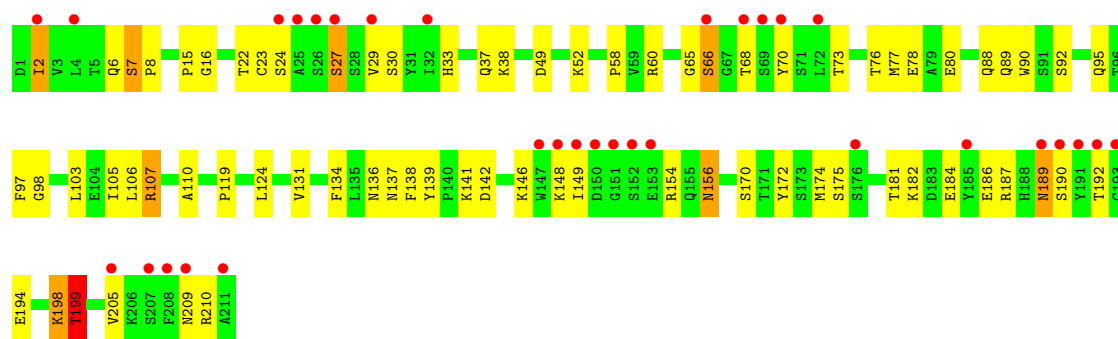 D1 I2 V3 L4 T5 Q6 S7 P8 P15 G16 T22 C23 S24 A25 S26 S27 S28 V29 S30 Y31 I32 H33 Q37 K38 D49 K52 P58 V59 R60 G65 S66 G67 T68 S69 Y70 S71 L72 T73 T76 M77 E78 A79 E80 Q88 Q89 W90 S91 S92 Q95 T96
F97 G98 L103 E104 I105 L106 R107 A110 P119 L124 V131 F134 L135 N136 N137 F138 Y139 P140 K141 D142 K146 W147 K148 I149 D150 G151 S152 E153 R154 Q155 N156 S170 T171 Y172 S173 M174 S175 S176 T181 K182 D183 E184 Y185 E186 R187 H188 N189 S190 Y191 T192 G193
E194 K198 T199 V205 K206 S207 F208 N209 R210 A211